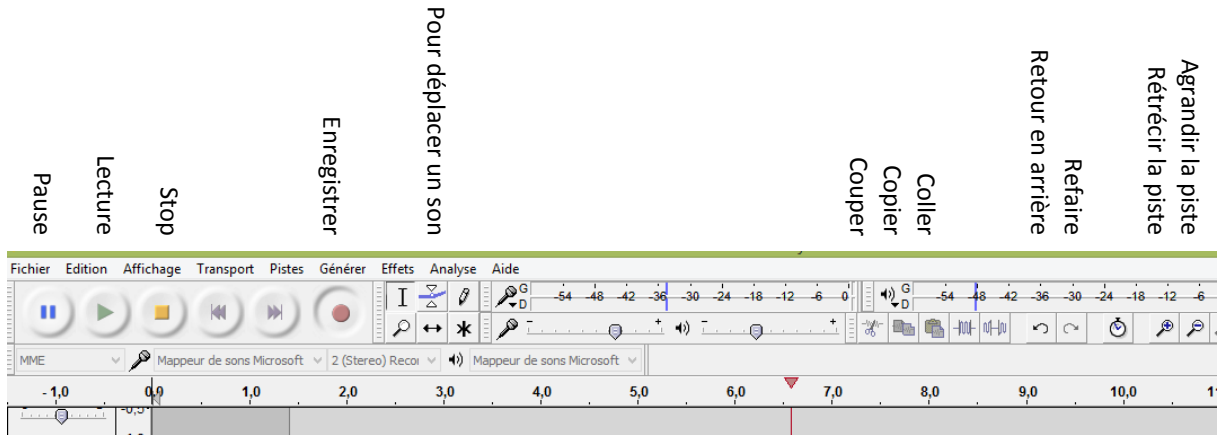 Pause
Lecture
Stop
Enregistrer
Pour déplacer un son
Couper
Copier
Coller
Retour en arrière
Refaire
Rétrécir la piste
Agrandir la piste
Fichier Edition Affichage Transport Pistes Générer Effets Analyse Aide
G D -54 -48 -42 -36 -30 -24 -18 -12 -6 0 G D -54 -48 -42 -36 -30 -24 -18 -12 -6
- + - +
MME Mappeur de sons Microsoft 2 (Stereo) Recor Mappeur de sons Microsoft
- 1,0 0,0 1,0 2,0 3,0 4,0 5,0 6,0 7,0 8,0 9,0 10,0 11
-0,5